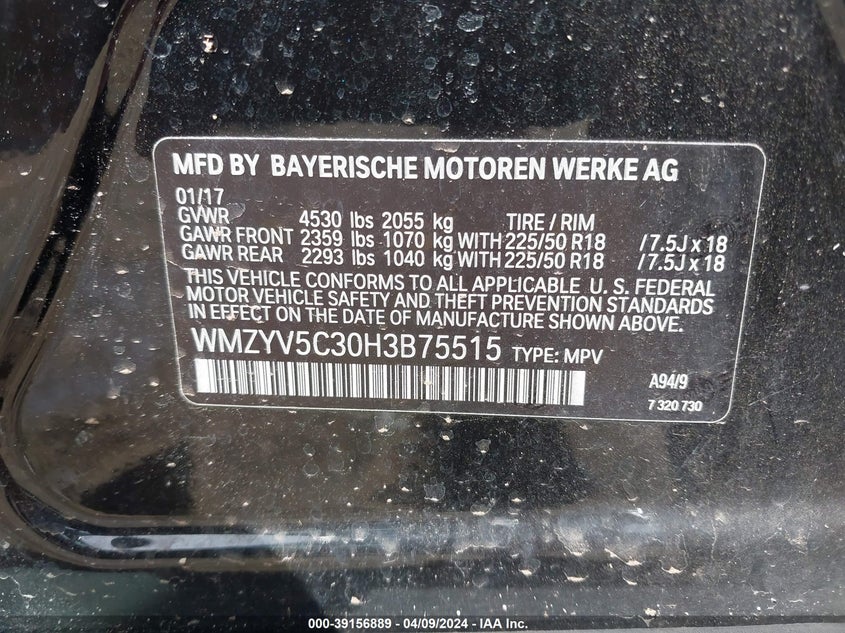 MFD BY BAYERISCHE MOTOREN WERKE AG
01/17
GVWR 4530 lbs 2055 kg TIRE / RIM
GAWR FRONT 2359 lbs 1070 kg WITH 225/50 R18 / 7.5J x 18
GAWR REAR 2293 lbs 1040 kg WITH 225/50 R18 / 7.5J x 18
THIS VEHICLE CONFORMS TO ALL APPLICABLE U. S. FEDERAL
MOTOR VEHICLE SAFETY AND THEFT PREVENTION STANDARDS
IN EFFECT ON THE DATE OF MANUFACTURE SHOWN ABOVE.
WMZYV5C30H3B75515 TYPE: MPV
A94/9
7 320 730
000-39156889 - 04/09/2024 - IAA Inc.